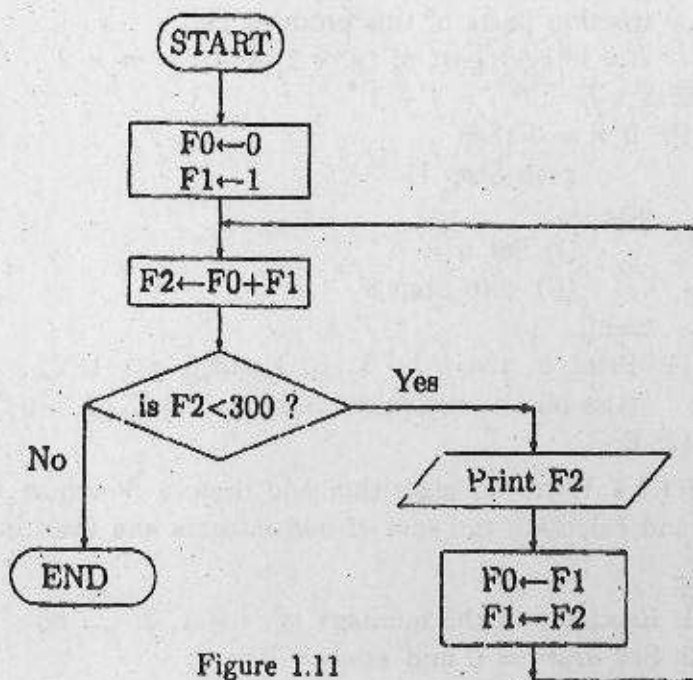 START
F0←0
F1←1
F2←F0+F1
is F2<300 ?
Yes
No
Print F2
F0←F1
F1←F2
END
Figure 1.11